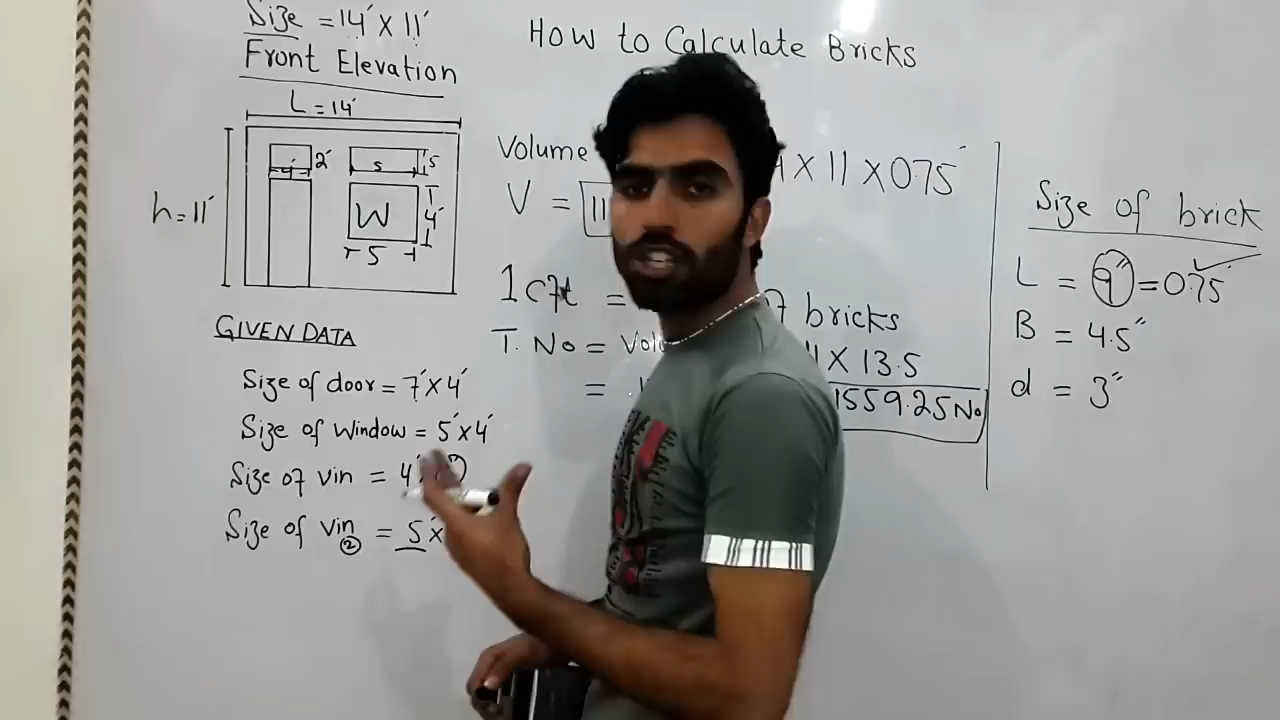 Size = 14' X 11'
Front Elevation
L = 14'
2'
4'
5
5
h = 11'
W
4'
5
GIVEN DATA
Size of door = 7' X 4'
Size of Window = 5' X 4'
Size of Vin = 4'
Size of Vin ② = 5' X
How to Calculate Bricks
Volume X 11 X 0.75'
V = 11
1 cft = bricks
T. No = X 13.5
= 1559.25 No
Size of brick
L = 9" = 0.75'
B = 4.5"
d = 3"